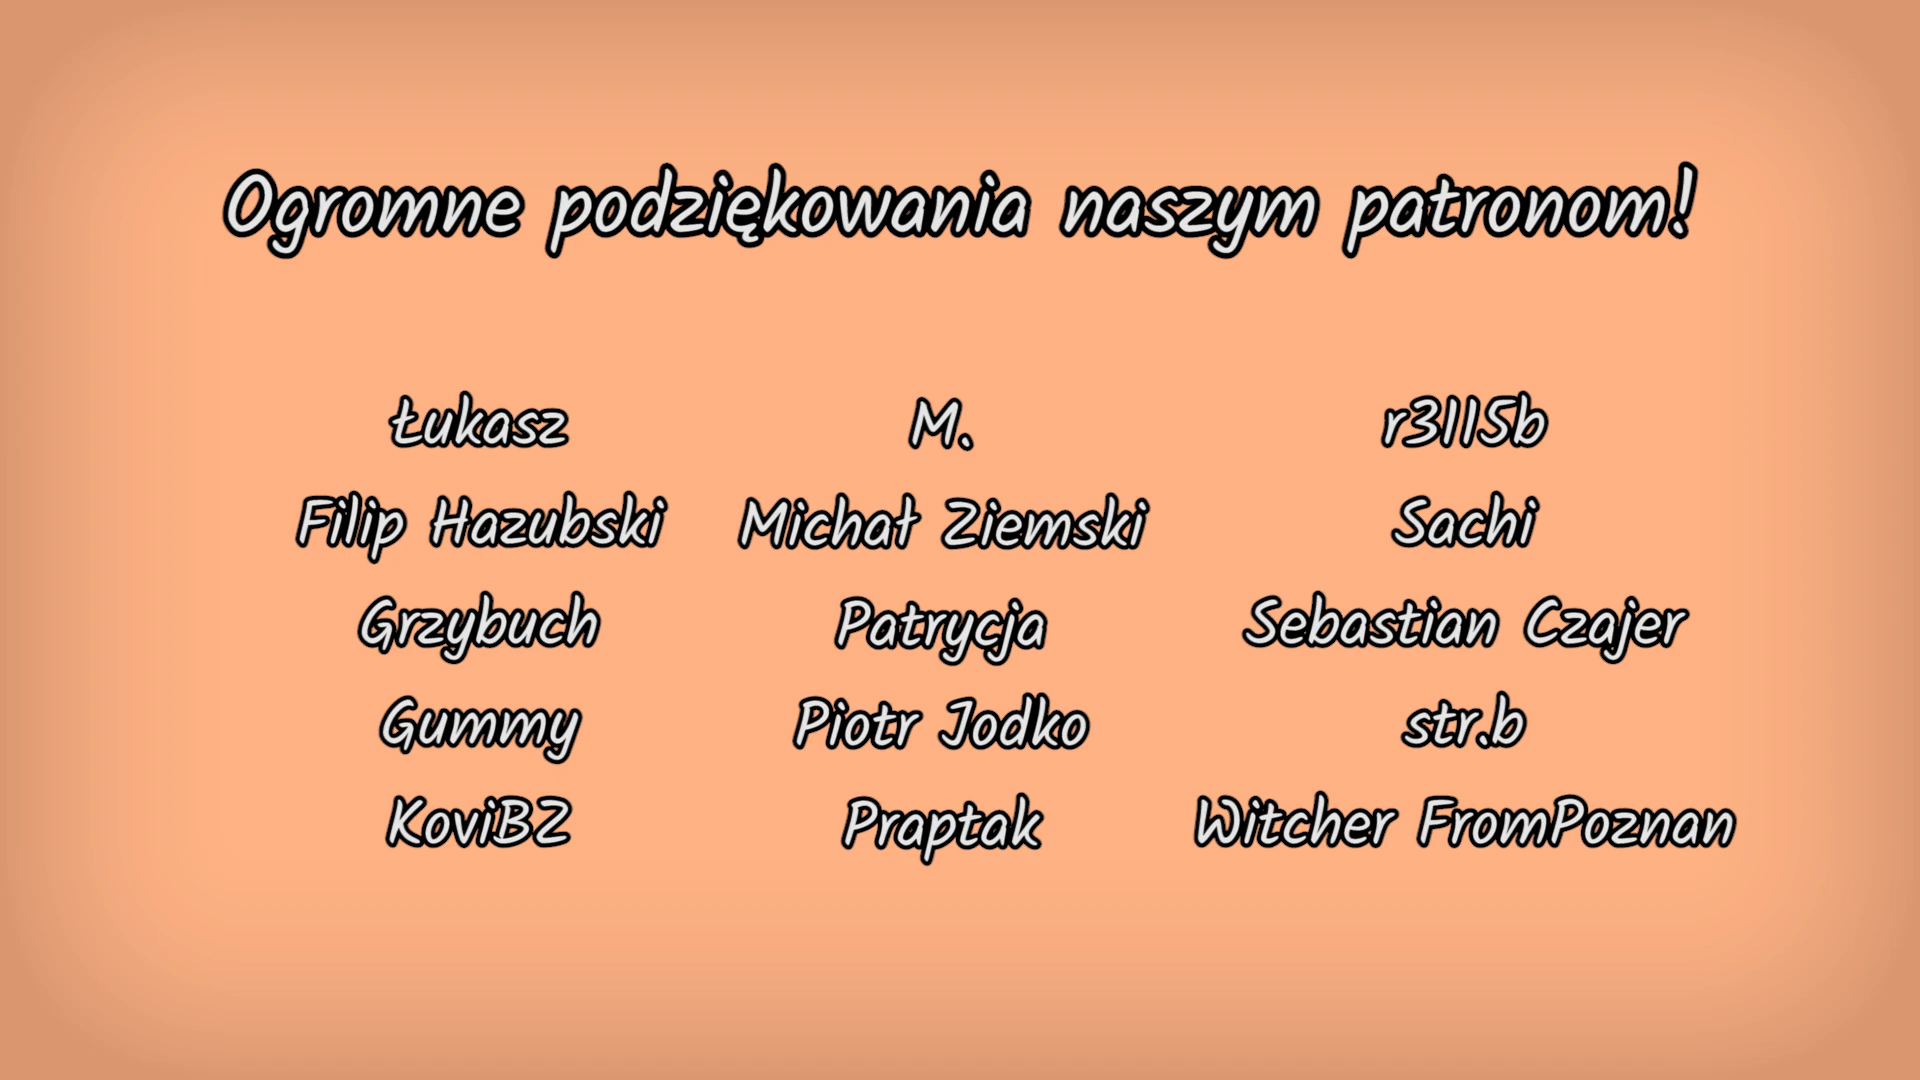 Ogromne podziękowania naszym patronom!
Łukasz
Filip Hazubski
Grzybuch
Gummy
KoviBZ
M.
Michał Ziemski
Patrycja
Piotr Jodko
Praptak
r3ll5b
Sachi
Sebastian Czajer
str.b
Witcher FromPoznan